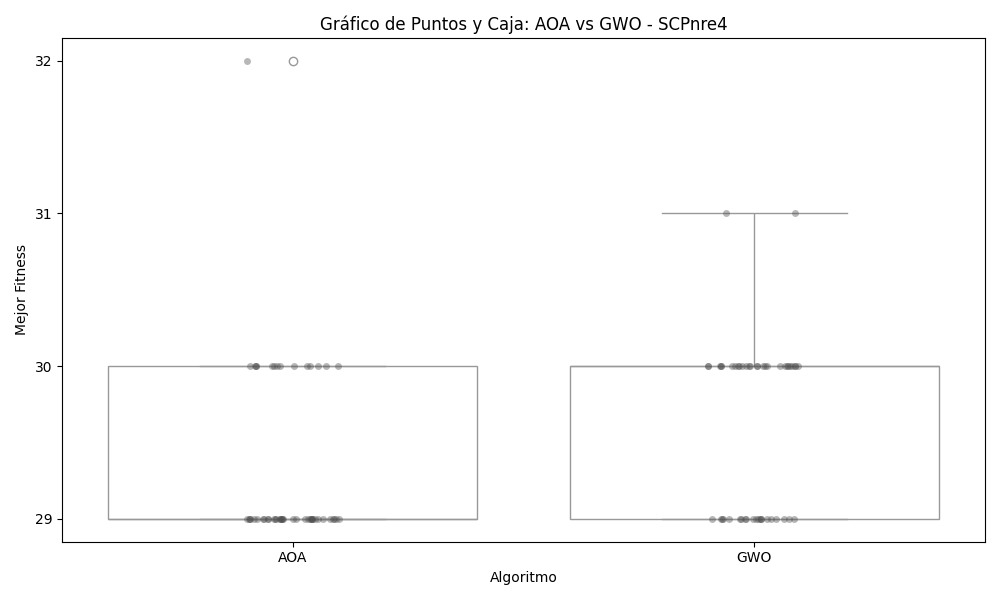 Gráfico de Puntos y Caja: AOA vs GWO - SCPnre4
32
31
30
29
Mejor Fitness
AOA
GWO
Algoritmo